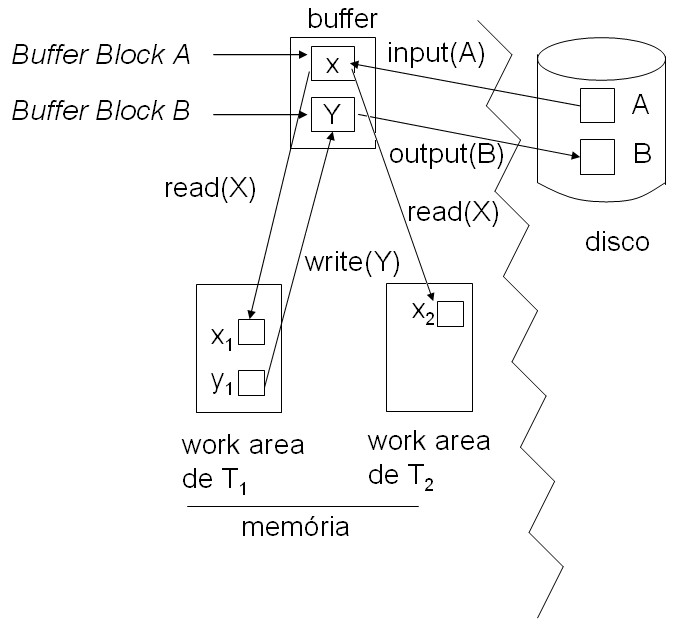 buffer
Buffer Block A
x
input(A)
A
Buffer Block B
Y
output(B)
B
read(X)
read(X)
disco
write(Y)
x1
x2
y1
work area
de T1
work area
de T2
memória